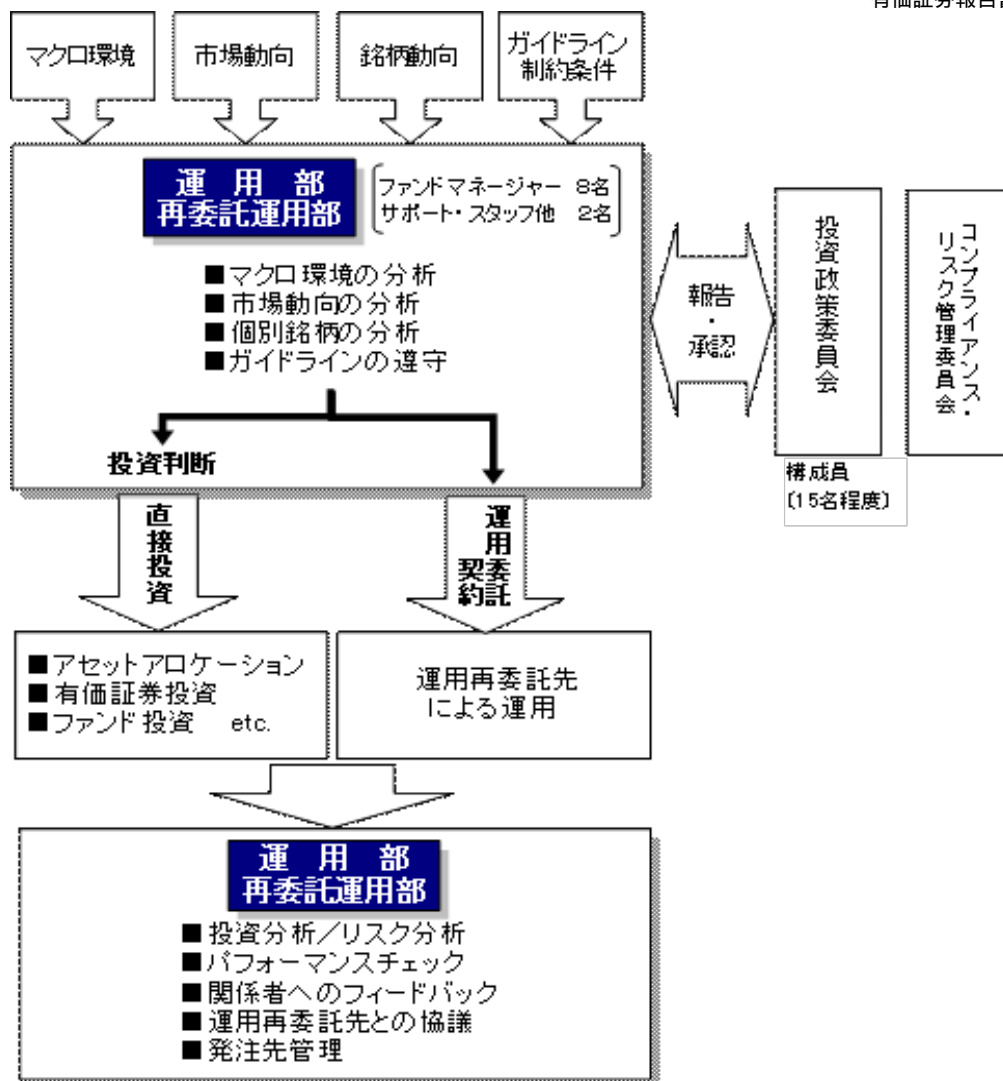 有価証券報告
マクロ環境
市場動向
銘柄動向
ガイドライン
制約条件
運 用 部
再委託運用部
ファンドマネージャー 8名
サポート・スタッフ他 2名
■マクロ環境の分析
■市場動向の分析
■個別銘柄の分析
■ガイドラインの遵守
投資判断
報告
・
承認
投資政策委員会
コンプライアンス・
リスク管理委員会・
構成員
〔15名程度〕
直接投資
運用委託
契約
■アセットアロケーション
■有価証券投資
■ファンド投資 etc.
運用再委託先
による運用
運 用 部
再委託運用部
■投資分析／リスク分析
■パフォーマンスチェック
■関係者へのフィードバック
■運用再委託先との協議
■発注先管理